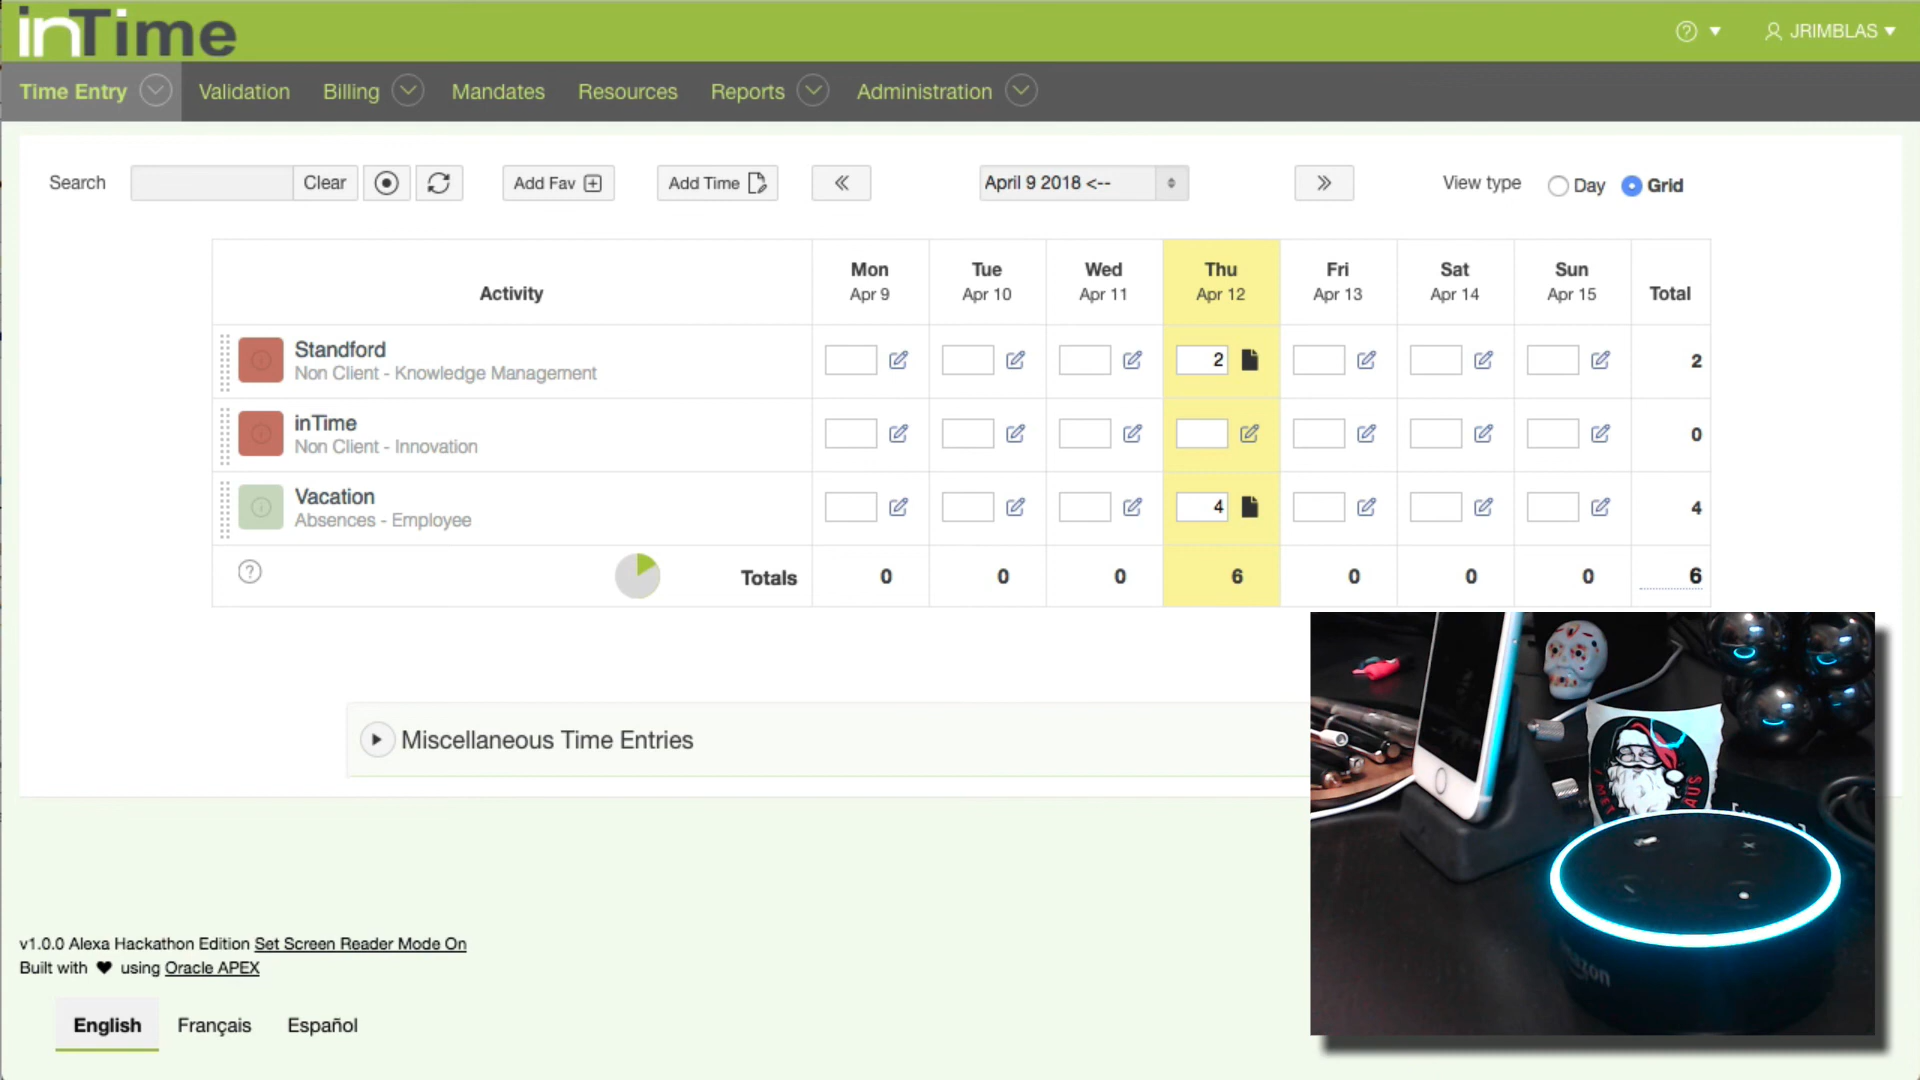 inTime
JRIMBLAS
Time Entry Validation Billing Mandates Resources Reports Administration
Search Clear Add Fav Add Time April 9 2018 <-- View type Day Grid
Activity Mon Apr 9 Tue Apr 10 Wed Apr 11 Thu Apr 12 Fri Apr 13 Sat Apr 14 Sun Apr 15 Total
Standford
Non Client - Knowledge Management
2 2
inTime
Non Client - Innovation
0
Vacation
Absences - Employee
4 4
Totals 0 0 0 6 0 0 0 6
Miscellaneous Time Entries
v1.0.0 Alexa Hackathon Edition Set Screen Reader Mode On
Built with ♥ using Oracle APEX
English Français Español
I MET